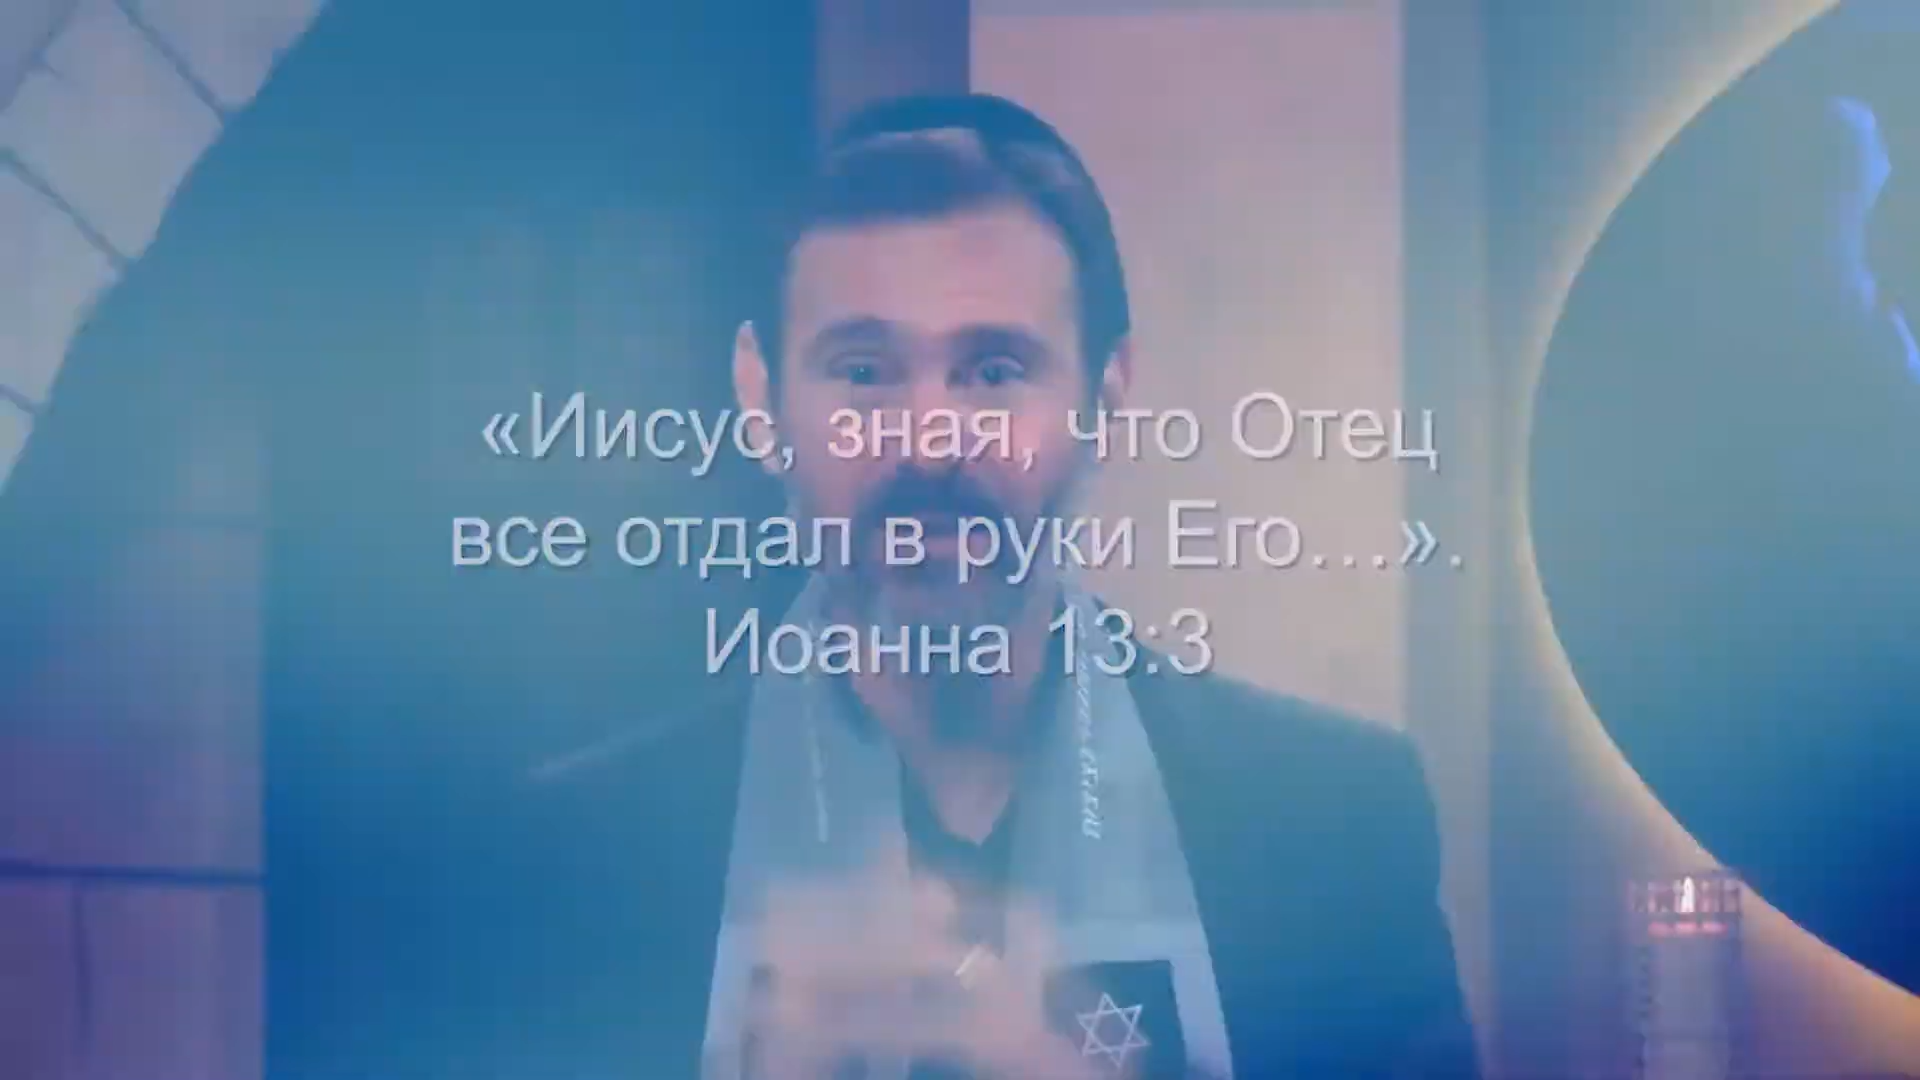 «Иисус, зная, что Отец
все отдал в руки Его…».
Иоанна 13:3